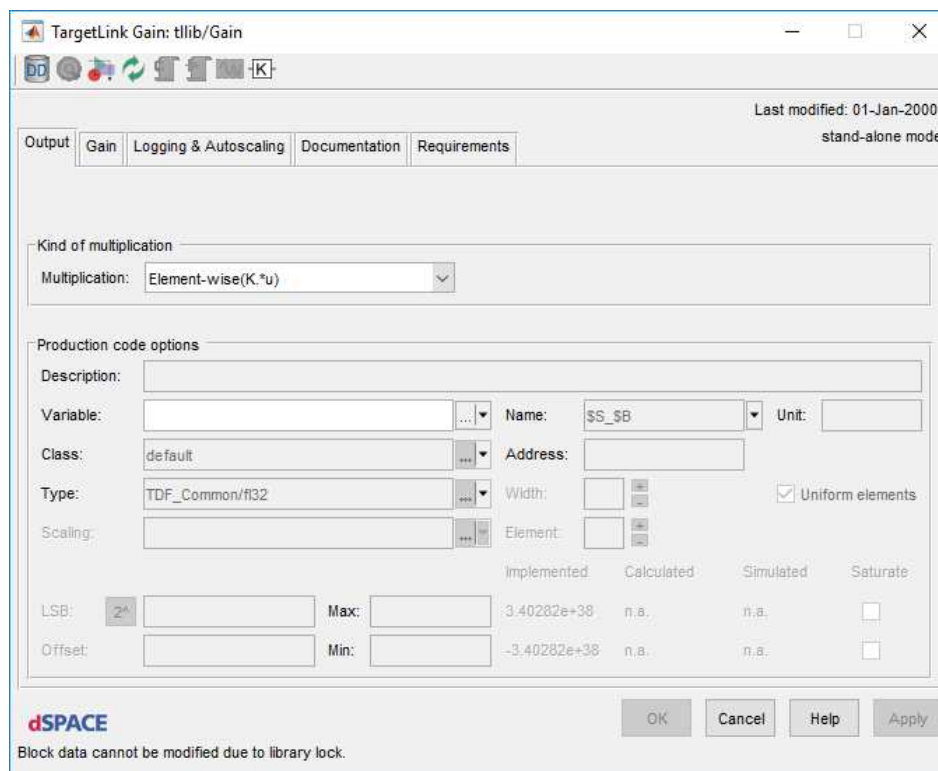 TargetLink Gain: tllib/Gain
DD K
Last modified: 01-Jan-2000
stand-alone mode
Output Gain Logging & Autoscaling Documentation Requirements
Kind of multiplication
Multiplication: Element-wise(K.*u)
Production code options
Description:
Variable: ... Name: $S_$B Unit:
Class: default ... Address:
Type: TDF_Common/fl32 ... Width: + - Uniform elements
Scaling: ... Element: + -
Implemented Calculated Simulated Saturate
LSB: 2^ Max: 3.40282e+38 n.a. n.a.
Offset: Min: -3.40282e+38 n.a. n.a.
dSPACE OK Cancel Help Apply
Block data cannot be modified due to library lock.